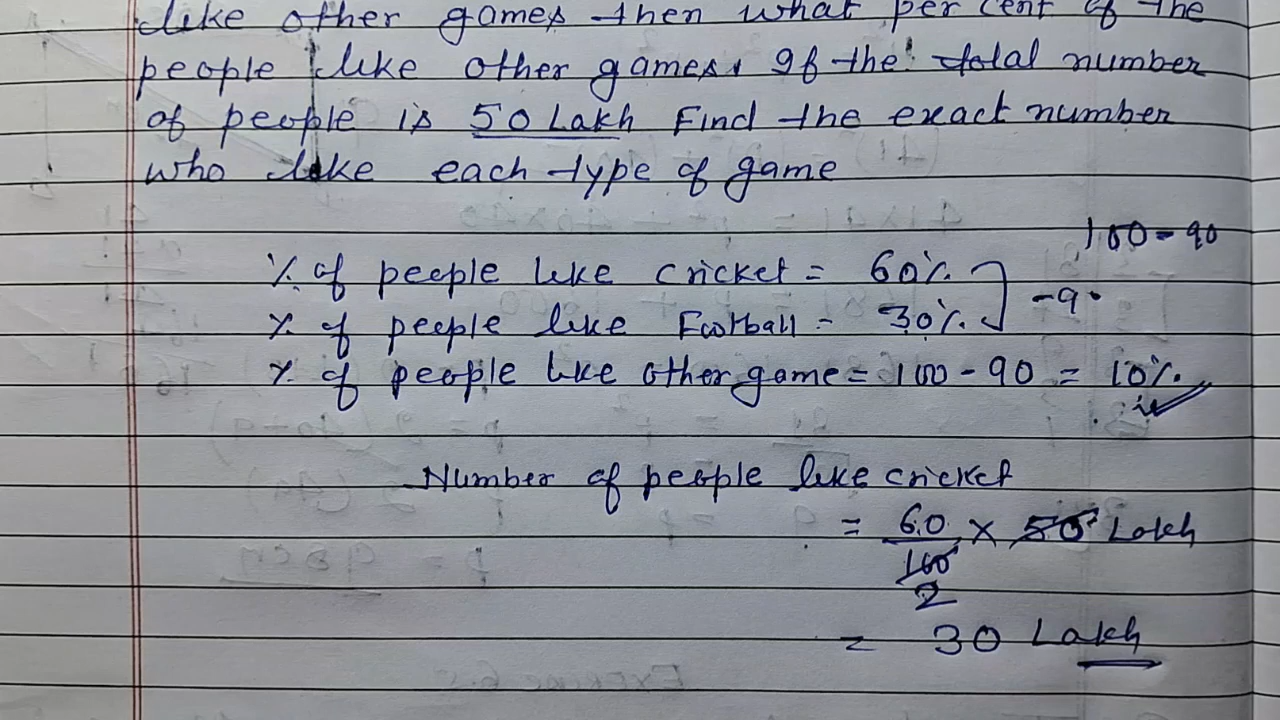 like other games then what per cent of the
people like other games. If the total number
of people is 50 Lakh Find the exact number
who like each type of game
100-90
% of people like cricket = 60%
-90
% of people like Football - 30%
% of people like other game = 100-90 = 10%
Number of people like cricket
= 60/100 × 50 Lakh
2
= 30 Lakh